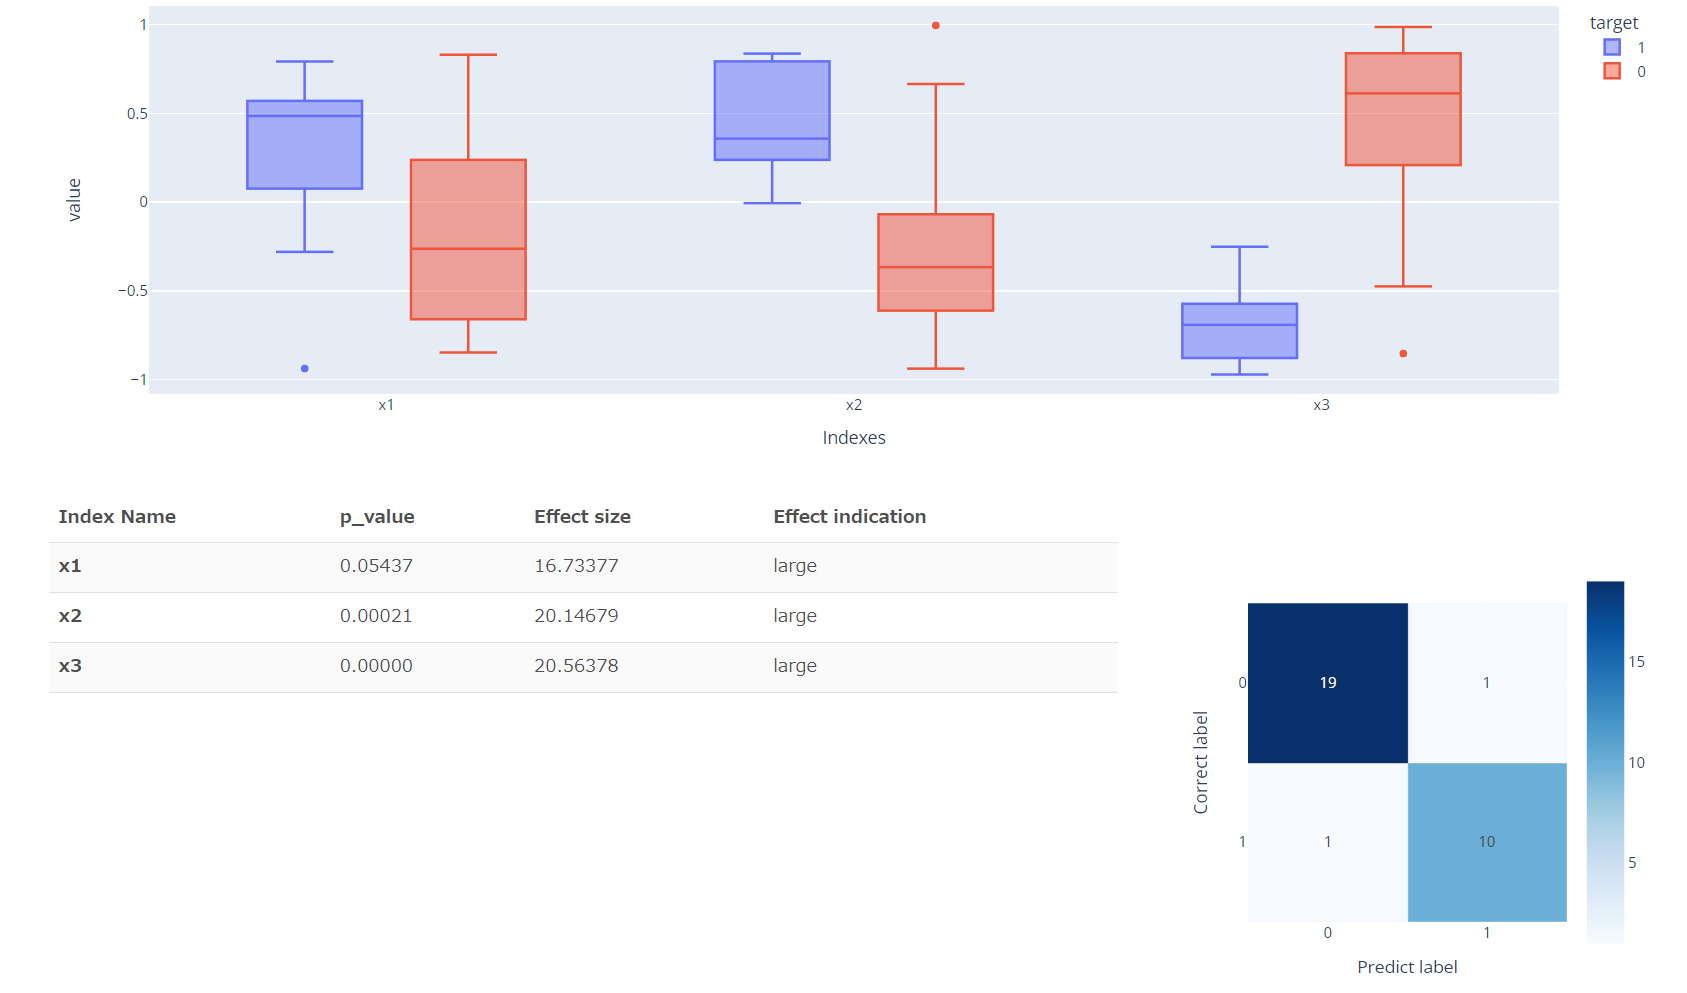 target
1
0
1
0.5
0
−0.5
−1
value
x1 x2 x3
Indexes
Index Name p_value Effect size Effect indication
x1 0.05437 16.73377 large
x2 0.00021 20.14679 large
x3 0.00000 20.56378 large
15
10
5
0 19 1
1 1 10
Correct label
0 1
Predict label